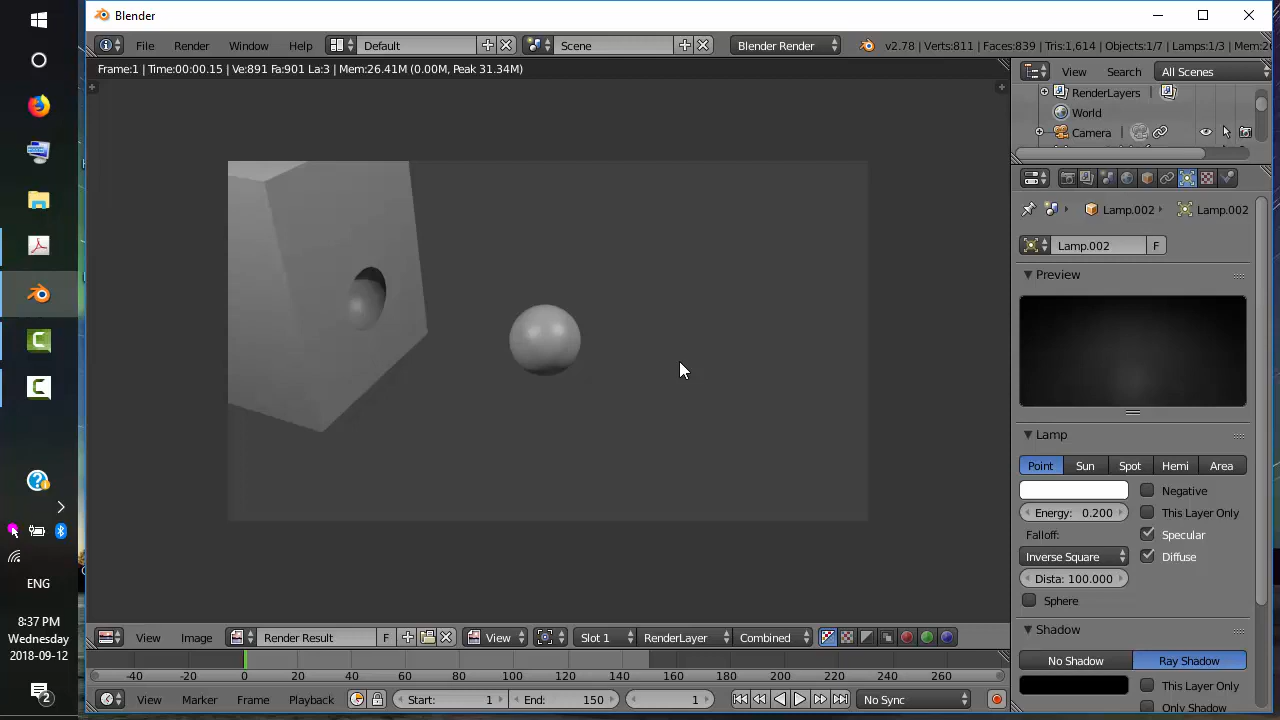 Blender
File Render Window Help Default Scene Blender Render v2.78 | Verts:811 | Faces:839 | Tris:1,614 | Objects:1/7 | Lamps:1/3 |
Frame:1 | Time:00:00.15 | Ve:891 Fa:901 La:3 | Mem:26.41M (0.00M, Peak 31.34M)
View Search All Scenes
RenderLayers
World
Camera
Lamp.002 Lamp.002
Lamp.002 F
Preview
Lamp
Point Sun Spot Hemi Area
Negative
Energy: 0.200 This Layer Only
Falloff: Specular
Inverse Square Diffuse
Dista: 100.000
Sphere
Shadow
No Shadow Ray Shadow
This Layer Only
Only Shadow
View Image Render Result F View Slot 1 RenderLayer Combined
-40 -20 0 20 40 60 80 100 120 140 160 180 200 220 240 260
View Marker Frame Playback Start: 1 End: 150 1 No Sync
ENG
8:37 PM
Wednesday
2018-09-12
2